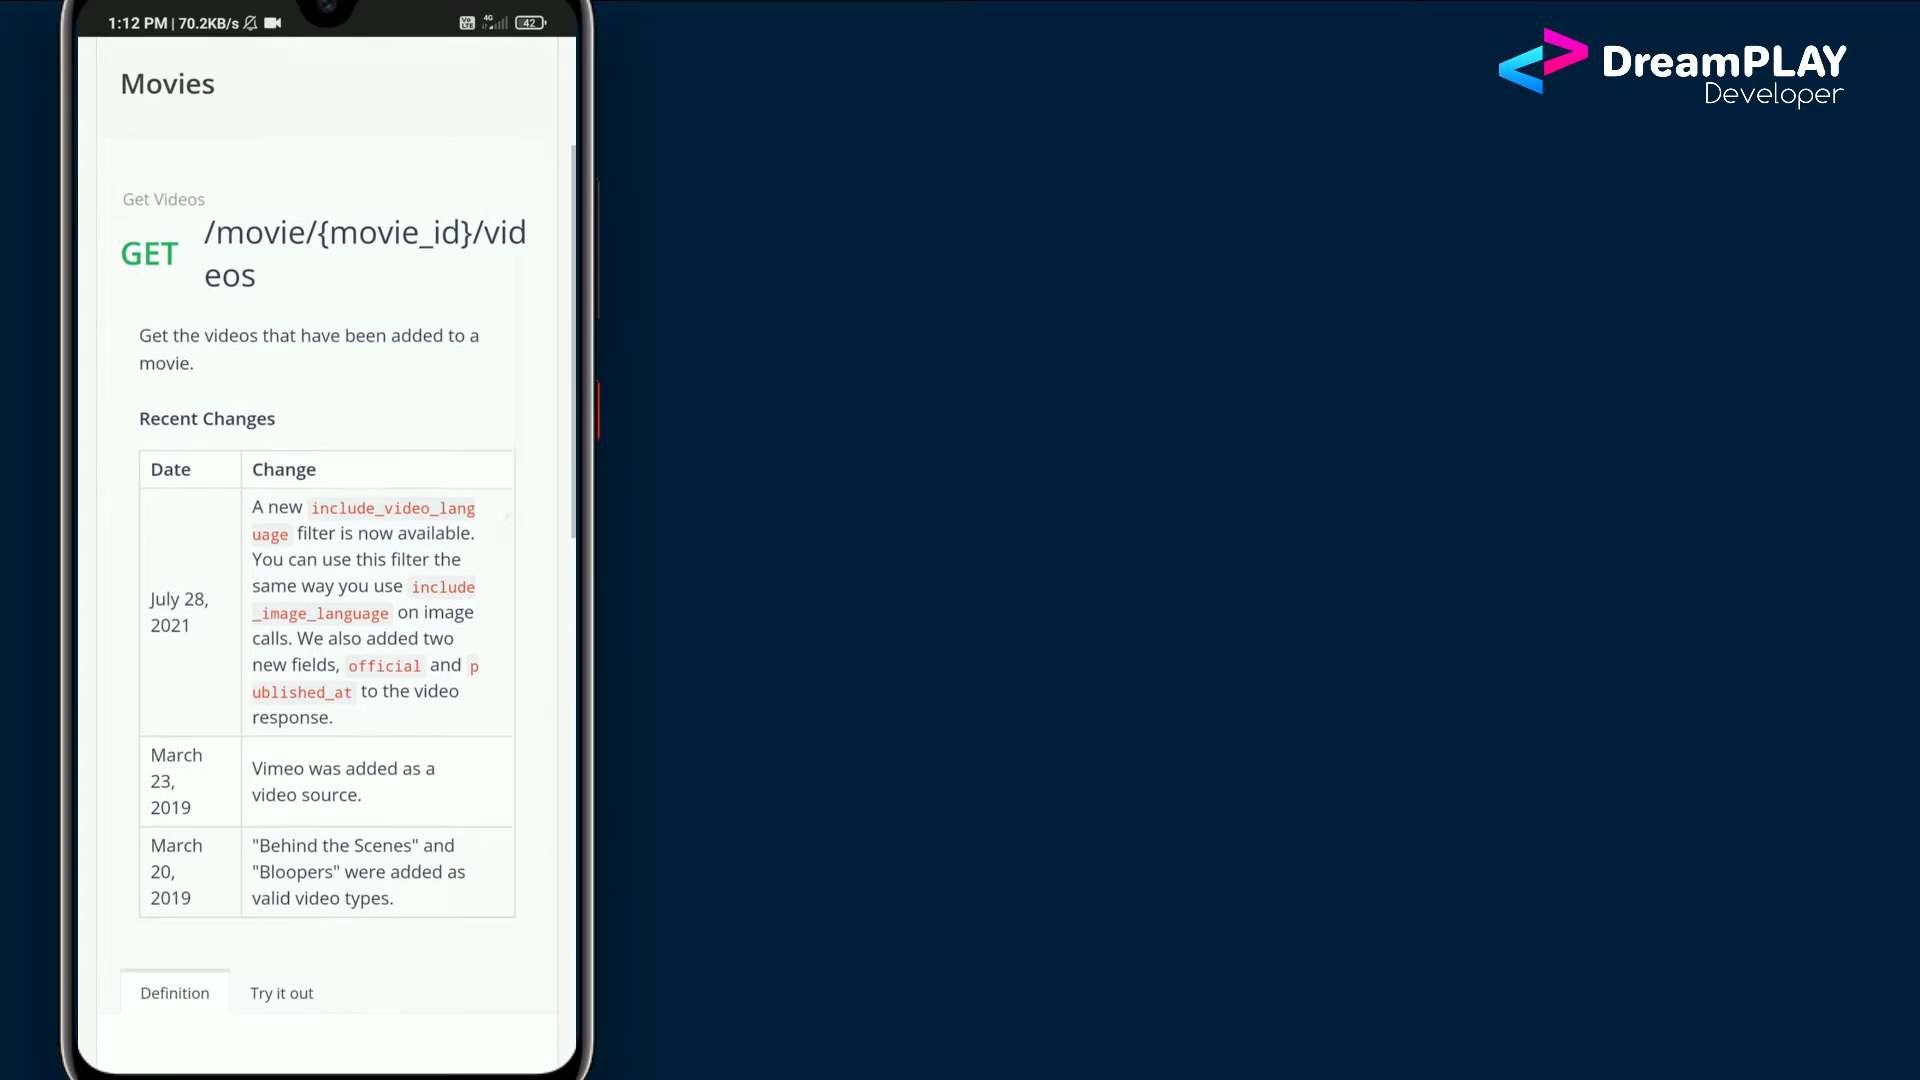 1:12 PM | 70.2KB/s
Vo
LTE
4G
42
DreamPLAY
Developer
Movies
Get Videos
GET
/movie/{movie_id}/vid
eos
Get the videos that have been added to a
movie.
Recent Changes
Date Change
July 28,
2021
A new include_video_lang
uage filter is now available.
You can use this filter the
same way you use include
_image_language on image
calls. We also added two
new fields, official and p
ublished_at to the video
response.
March
23,
2019
Vimeo was added as a
video source.
March
20,
2019
"Behind the Scenes" and
"Bloopers" were added as
valid video types.
Definition Try it out